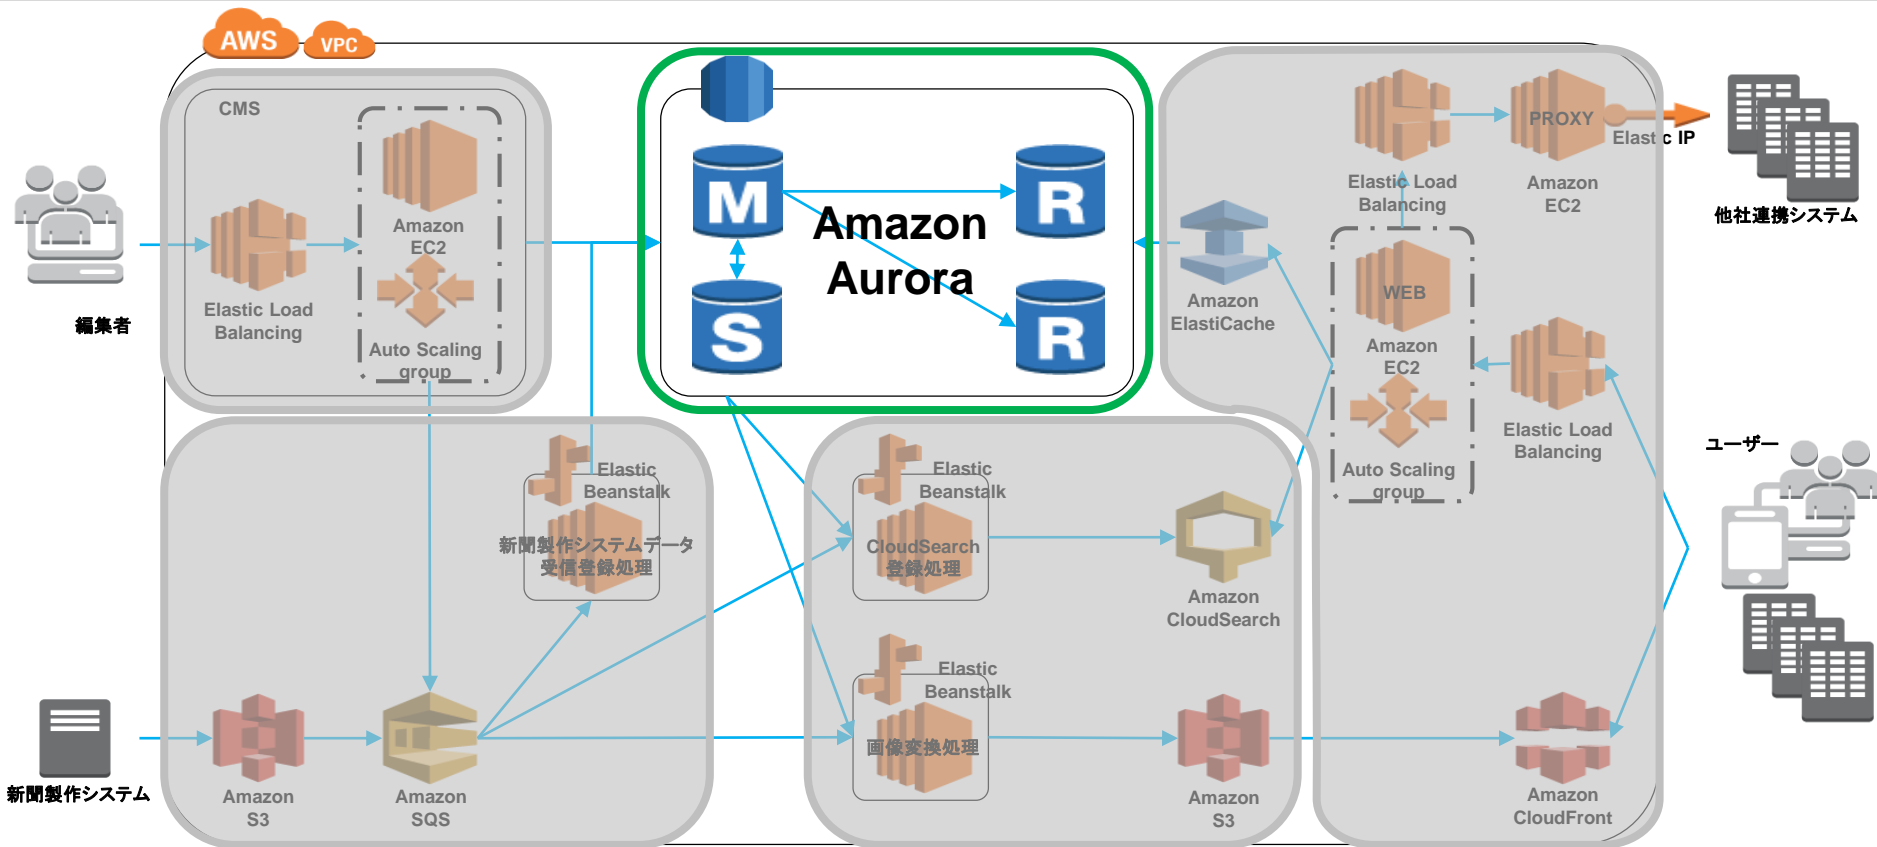 AWS
VPC
CMS
Amazon
EC2
Auto Scaling
group
Elastic Load
Balancing
編集者
M
S
R
R
Amazon
Aurora
Amazon
ElastiCache
Elastic Load
Balancing
PROXY
Amazon
EC2
Elastic IP
他社連携システム
WEB
Amazon
EC2
Auto Scaling
group
Elastic Load
Balancing
ユーザー
Elastic
Beanstalk
新聞製作システムデータ
受信登録処理
Elastic
Beanstalk
CloudSearch
登録処理
Amazon
CloudSearch
Elastic
Beanstalk
画像変換処理
新聞製作システム
Amazon
S3
Amazon
SQS
Amazon
S3
Amazon
CloudFront